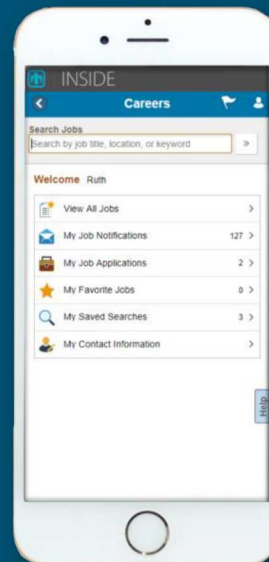 INSIDE
Careers
Search Jobs
Search by job title, location, or keyword
»
Welcome Ruth
View All Jobs
My Job Notifications 127
My Job Applications 2
My Favorite Jobs 0
My Saved Searches 3
My Contact Information
Help